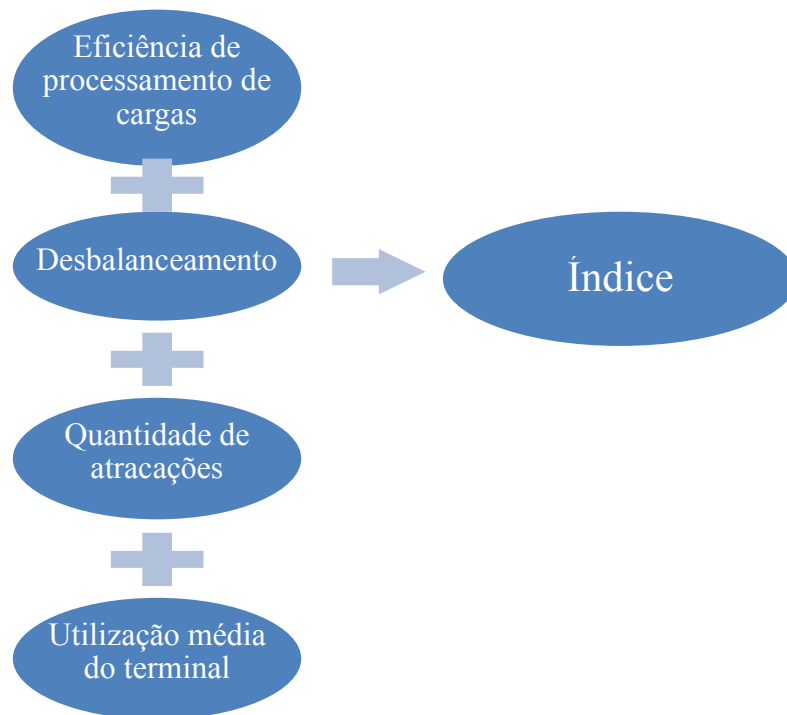 Eficiência de
processamento de
cargas
Desbalanceamento
Índice
Quantidade de
atracações
Utilização média
do terminal